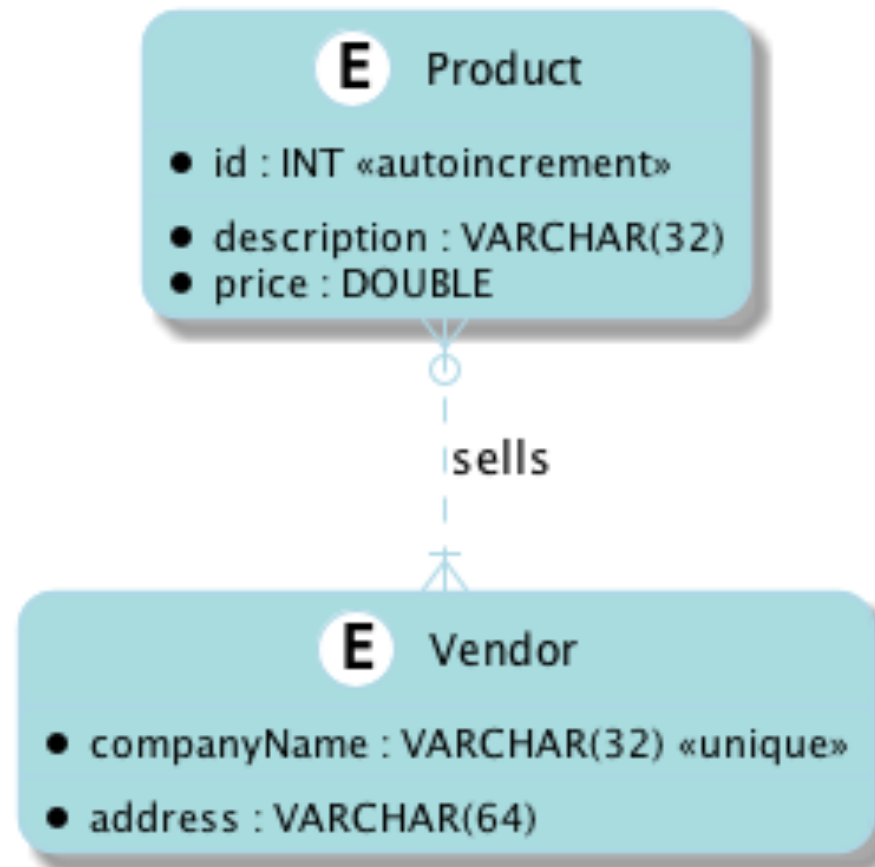 E Product
● id : INT «autoincrement»
● description : VARCHAR(32)
● price : DOUBLE
sells
E Vendor
● companyName : VARCHAR(32) «unique»
● address : VARCHAR(64)